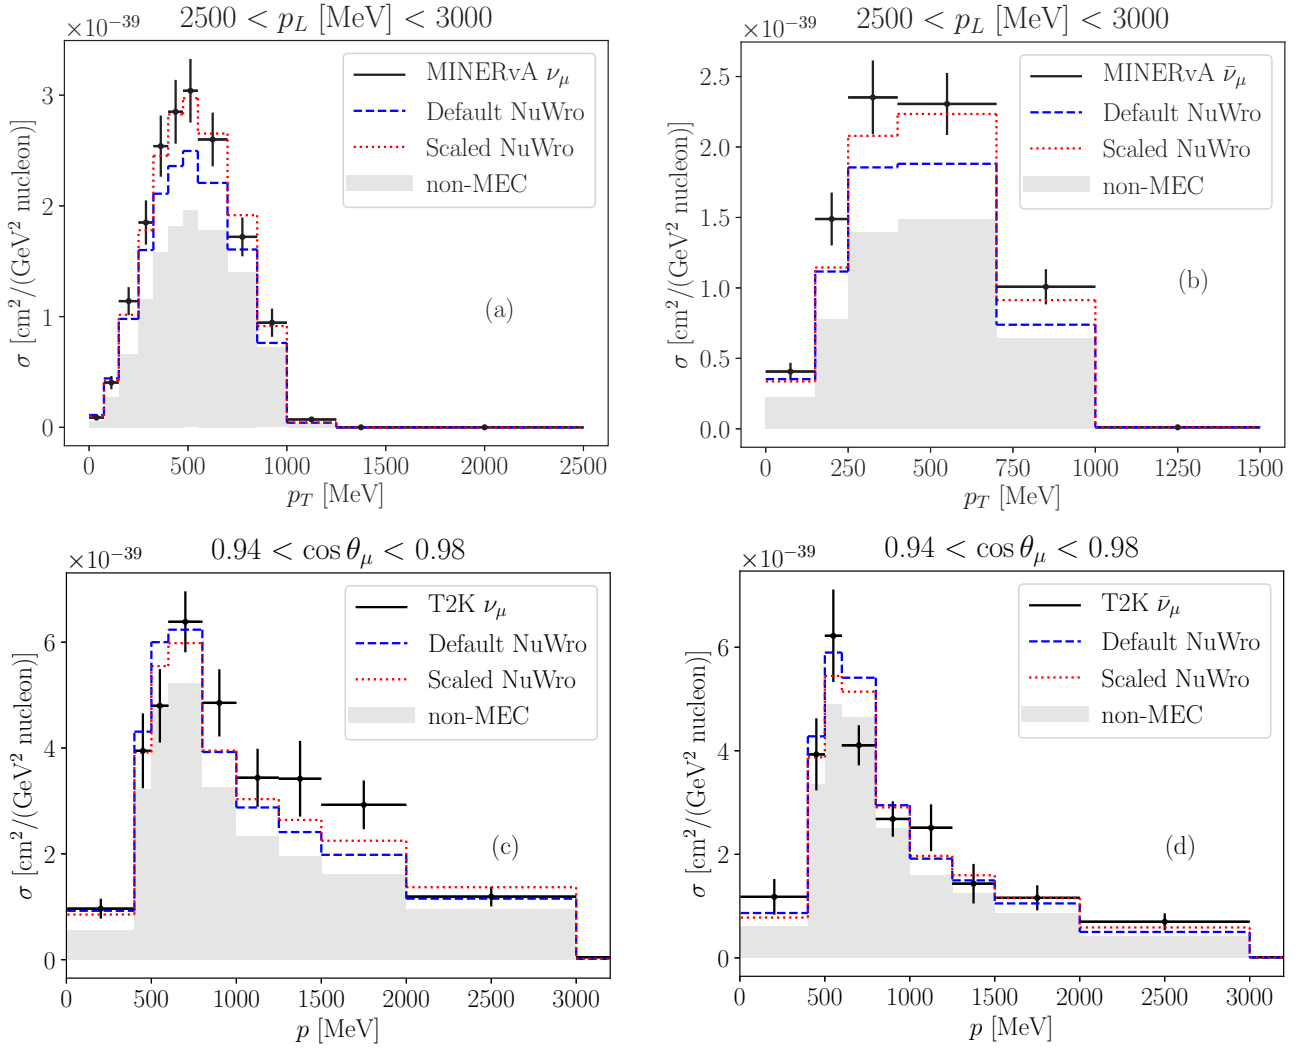 ×10⁻³⁹
2500 < p_L [MeV] < 3000
σ [cm²/(GeV² nucleon)]
3
2
1
0
MINERvA ν_μ
Default NuWro
Scaled NuWro
non-MEC
(a)
0 500 1000 1500 2000 2500
p_T [MeV]
×10⁻³⁹
2500 < p_L [MeV] < 3000
σ [cm²/(GeV² nucleon)]
2.5
2.0
1.5
1.0
0.5
0.0
MINERvA ν̄_μ
Default NuWro
Scaled NuWro
non-MEC
(b)
0 250 500 750 1000 1250 1500
p_T [MeV]
×10⁻³⁹
0.94 < cos θ_μ < 0.98
σ [cm²/(GeV² nucleon)]
6
4
2
0
T2K ν_μ
Default NuWro
Scaled NuWro
non-MEC
(c)
0 500 1000 1500 2000 2500 3000
p [MeV]
×10⁻³⁹
0.94 < cos θ_μ < 0.98
σ [cm²/(GeV² nucleon)]
6
4
2
0
T2K ν̄_μ
Default NuWro
Scaled NuWro
non-MEC
(d)
0 500 1000 1500 2000 2500 3000
p [MeV]